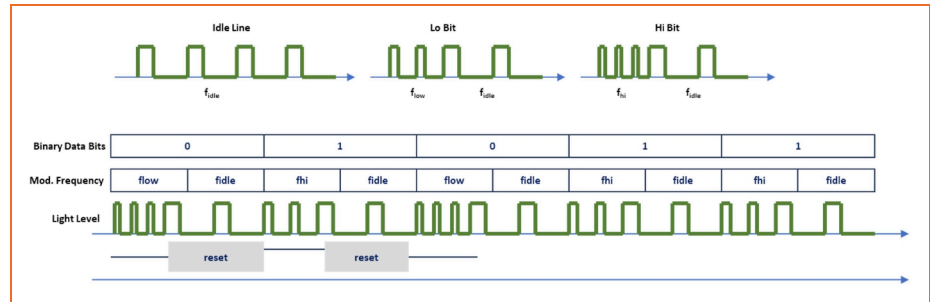 Idle Line Lo Bit Hi Bit
fidle flow fidle fhi fidle
Binary Data Bits 0 1 0 1 1
Mod. Frequency flow fidle fhi fidle flow fidle fhi fidle fhi fidle
Light Level
reset reset